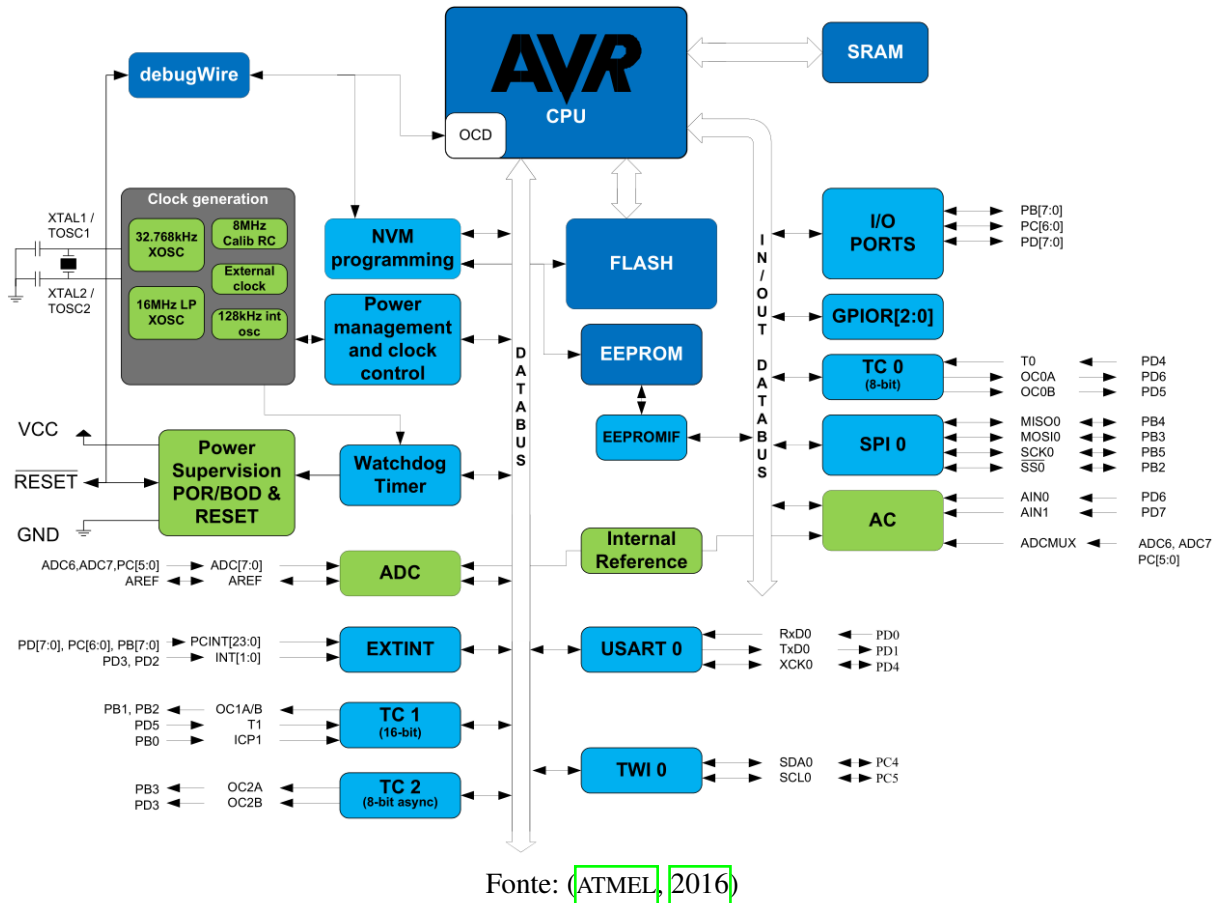 AVR
CPU
OCD
SRAM
debugWire
Clock generation
XTAL1 /
TOSC1
32.768kHz
XOSC
8MHz
Calib RC
External
clock
XTAL2 /
TOSC2
16MHz LP
XOSC
128kHz int
osc
NVM
programming
Power
management
and clock
control
FLASH
EEPROM
EEPROMIF
DATABUS
IN/OUT DATABUS
I/O
PORTS
PB[7:0]
PC[6:0]
PD[7:0]
GPIOR[2:0]
TC 0
(8-bit)
T0 PD4
OC0A PD6
OC0B PD5
SPI 0
MISO0 PB4
MOSI0 PB3
SCK0 PB5
SS0 PB2
AC
AIN0 PD6
AIN1 PD7
ADCMUX ADC6, ADC7
PC[5:0]
VCC
RESET
GND
Power
Supervision
POR/BOD &
RESET
Watchdog
Timer
Internal
Reference
ADC6,ADC7,PC[5:0] ADC[7:0]
AREF AREF
ADC
PD[7:0], PC[6:0], PB[7:0] PCINT[23:0]
PD3, PD2 INT[1:0]
EXTINT
USART 0
RxD0 PD0
TxD0 PD1
XCK0 PD4
PB1, PB2 OC1A/B
PD5 T1
PB0 ICP1
TC 1
(16-bit)
TWI 0
SDA0 PC4
SCL0 PC5
PB3 OC2A
PD3 OC2B
TC 2
(8-bit async)
Fonte: (ATMEL, 2016)